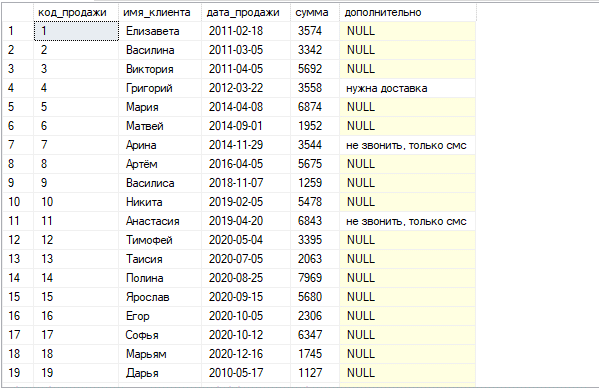 код_продажи имя_клиента дата_продажи сумма дополнительно
1 1 Елизавета 2011-02-18 3574 NULL
2 2 Василина 2011-03-05 3342 NULL
3 3 Виктория 2011-04-05 5692 NULL
4 4 Григорий 2012-03-22 3558 нужна доставка
5 5 Мария 2014-04-08 6874 NULL
6 6 Матвей 2014-09-01 1952 NULL
7 7 Арина 2014-11-29 3544 не звонить, только смс
8 8 Артём 2016-04-05 5675 NULL
9 9 Василиса 2018-11-07 1259 NULL
10 10 Никита 2019-02-05 5478 NULL
11 11 Анастасия 2019-04-20 6843 не звонить, только смс
12 12 Тимофей 2020-05-04 3395 NULL
13 13 Таисия 2020-07-05 2063 NULL
14 14 Полина 2020-08-25 7969 NULL
15 15 Ярослав 2020-09-15 5680 NULL
16 16 Егор 2020-10-05 2306 NULL
17 17 Софья 2020-10-12 6347 NULL
18 18 Марьям 2020-12-16 1745 NULL
19 19 Дарья 2010-05-17 1127 NULL